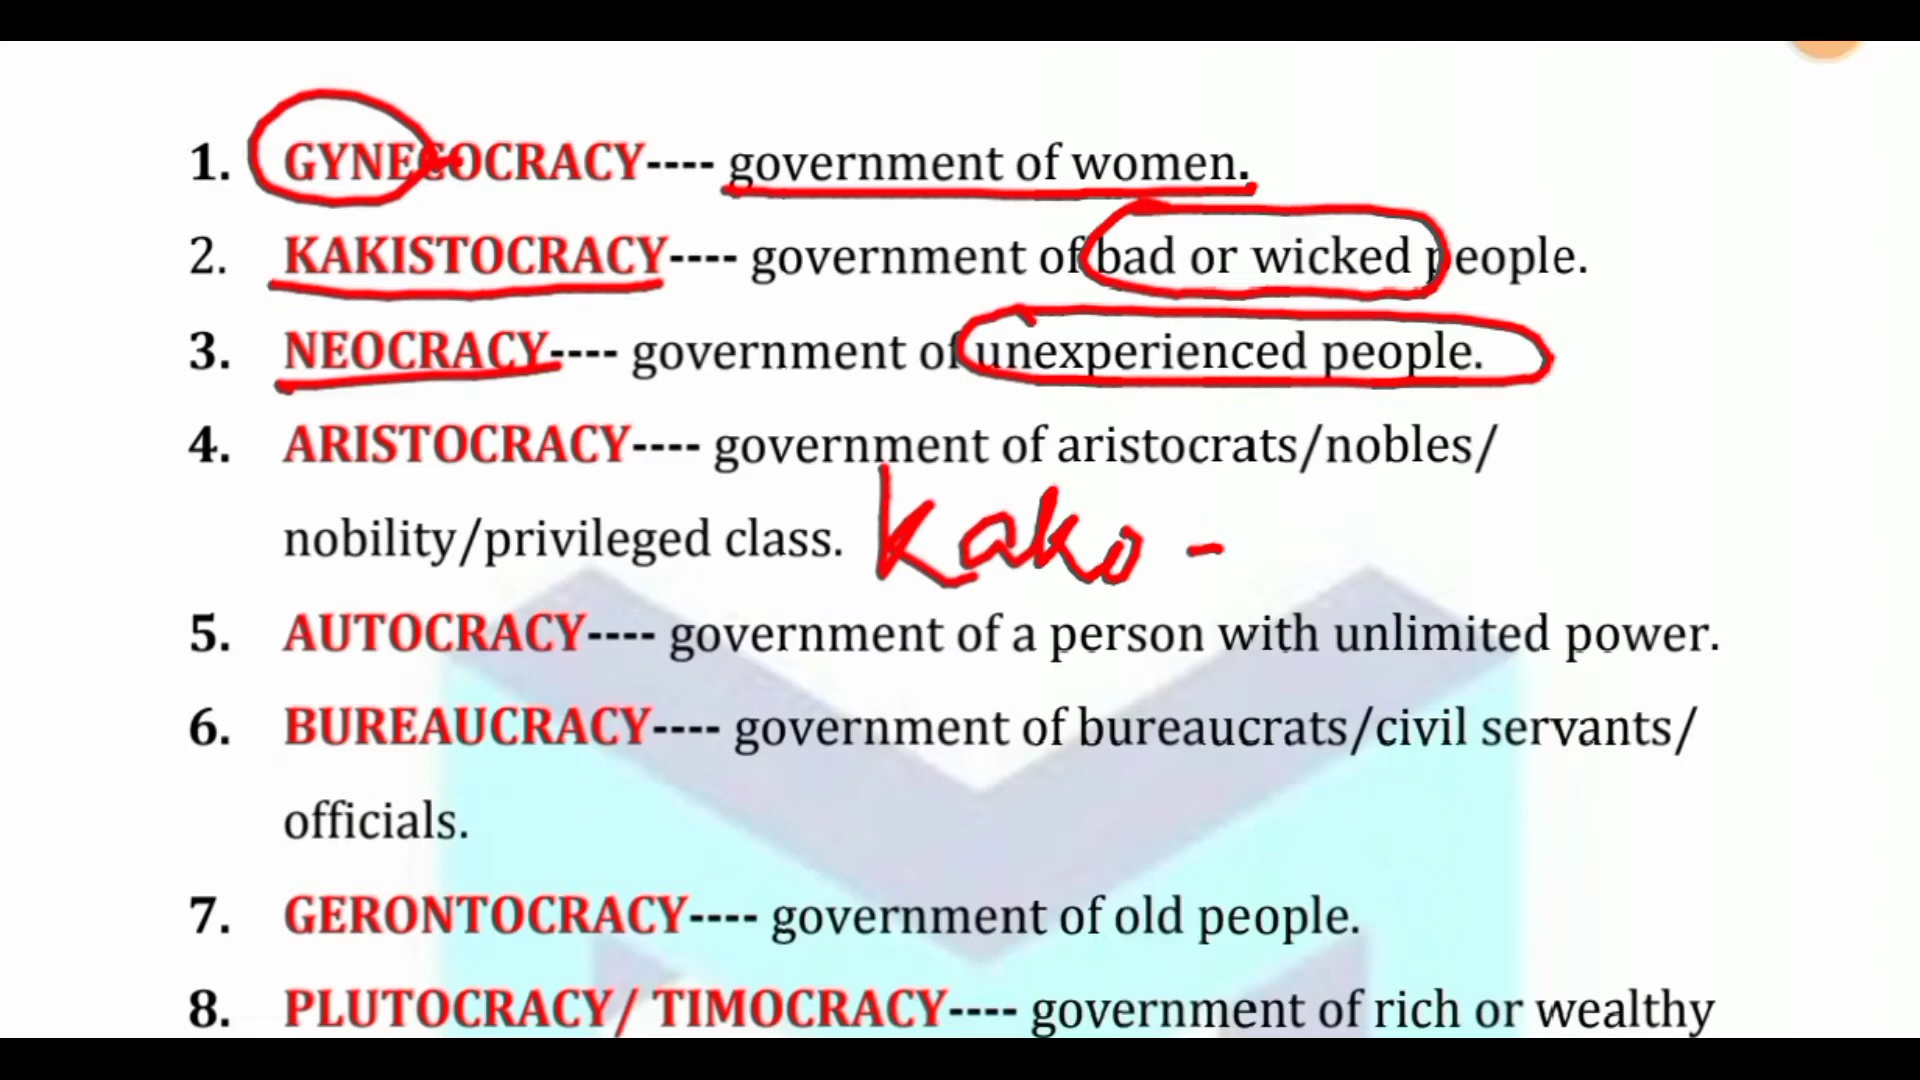 1. GYNECOCRACY---- government of women.
2. KAKISTOCRACY---- government of bad or wicked people.
3. NEOCRACY---- government of unexperienced people.
4. ARISTOCRACY---- government of aristocrats/nobles/
nobility/privileged class. Kako -
5. AUTOCRACY---- government of a person with unlimited power.
6. BUREAUCRACY---- government of bureaucrats/civil servants/
officials.
7. GERONTOCRACY---- government of old people.
8. PLUTOCRACY/ TIMOCRACY---- government of rich or wealthy